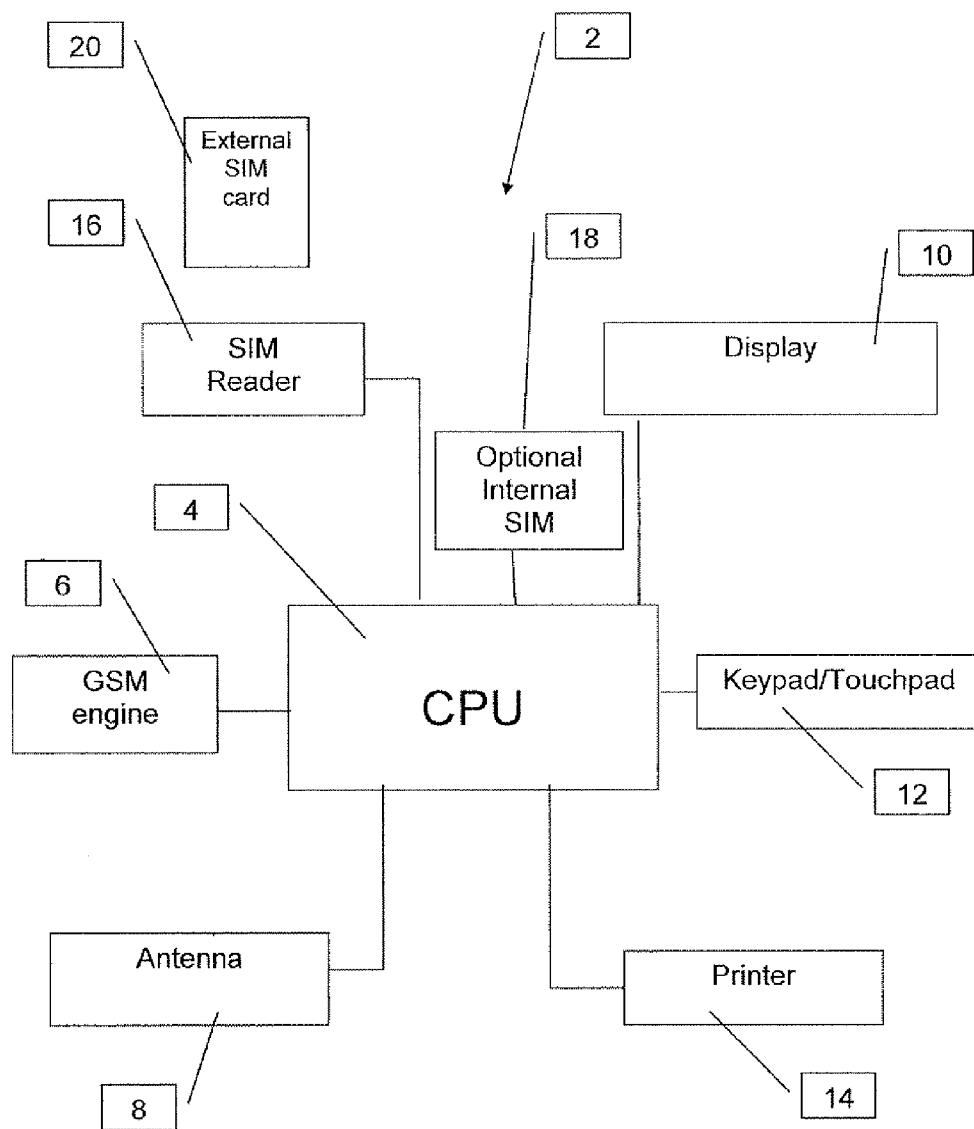 20
2
External
SIM
card
16
18
10
SIM
Reader
Display
Optional
Internal
SIM
4
6
GSM
engine
CPU
Keypad/Touchpad
12
Antenna
Printer
8
14